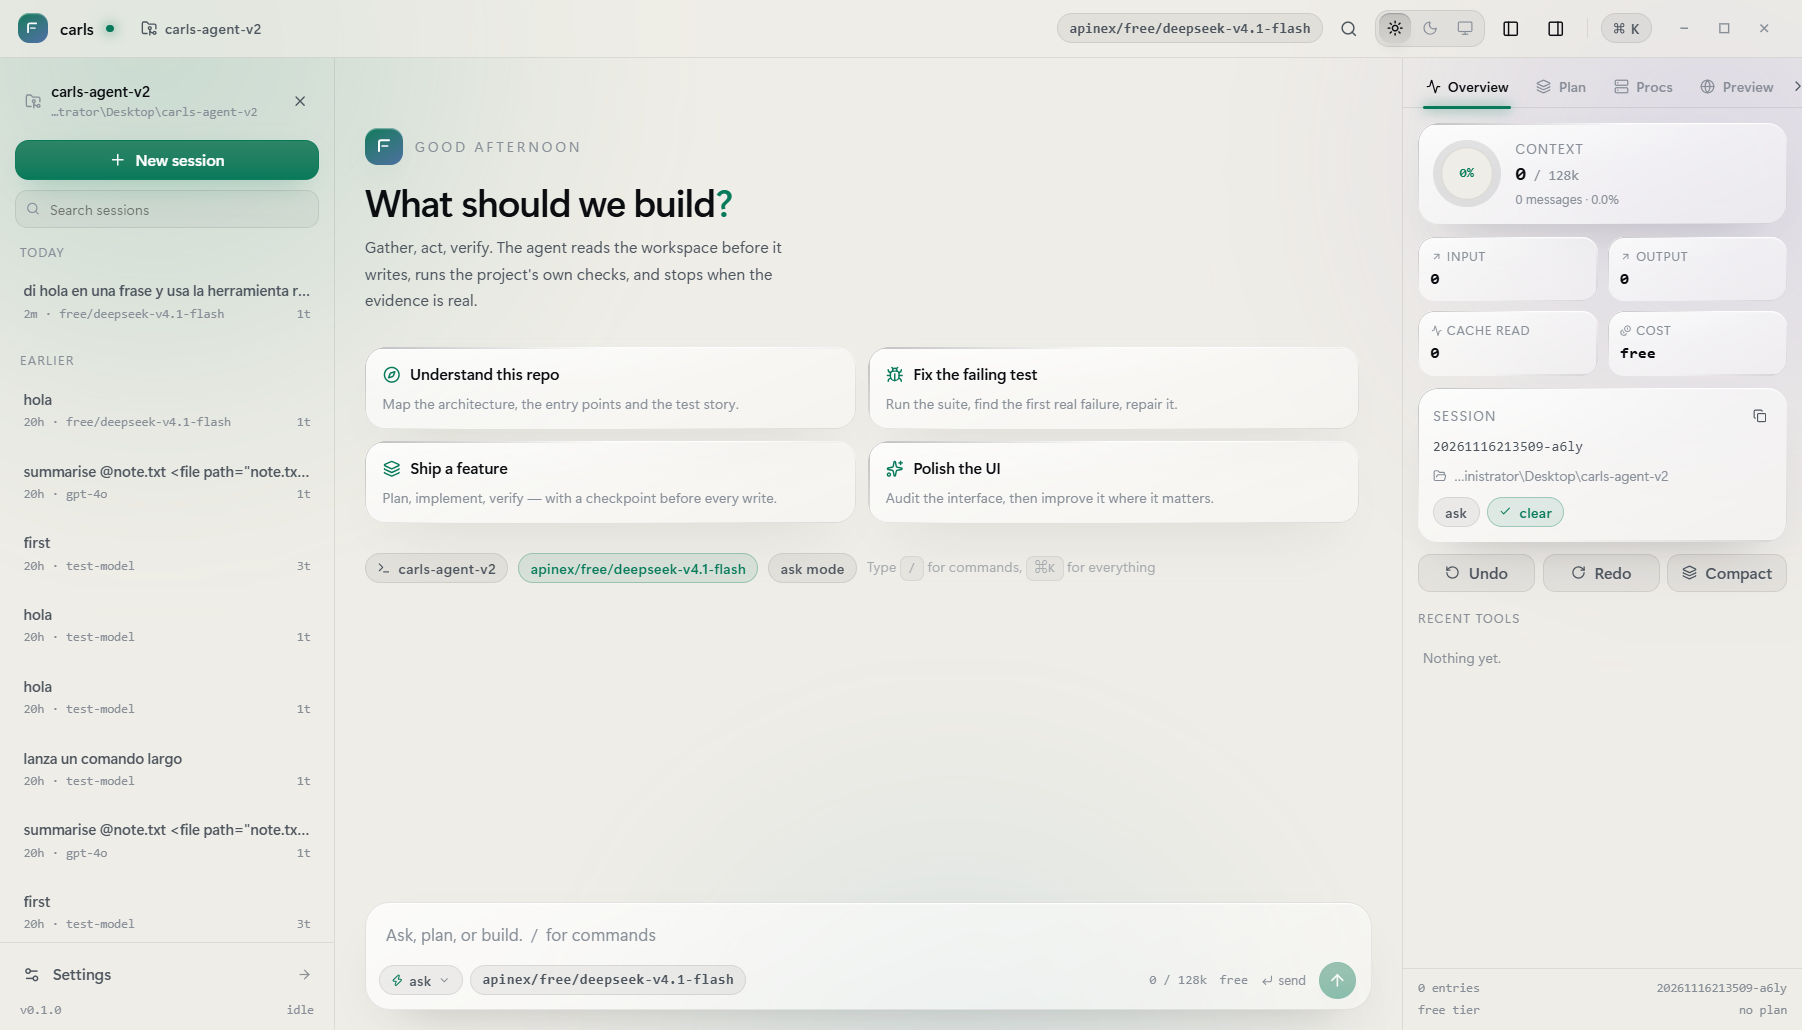 carls
carls-agent-v2
apinex/free/deepseek-v4.1-flash
⌘ K
carls-agent-v2
…trator\Desktop\carls-agent-v2
New session
Search sessions
TODAY
di hola en una frase y usa la herramienta r...
2m · free/deepseek-v4.1-flash 1t
EARLIER
hola
20h · free/deepseek-v4.1-flash 1t
summarise @note.txt <file path="note.tx...
20h · gpt-4o 1t
first
20h · test-model 3t
hola
20h · test-model 1t
hola
20h · test-model 1t
lanza un comando largo
20h · test-model 1t
summarise @note.txt <file path="note.tx...
20h · gpt-4o 1t
first
20h · test-model 3t
Settings
v0.1.0 idle
GOOD AFTERNOON
What should we build?
Gather, act, verify. The agent reads the workspace before it
writes, runs the project's own checks, and stops when the
evidence is real.
Understand this repo
Map the architecture, the entry points and the test story.
Fix the failing test
Run the suite, find the first real failure, repair it.
Ship a feature
Plan, implement, verify — with a checkpoint before every write.
Polish the UI
Audit the interface, then improve it where it matters.
carls-agent-v2 apinex/free/deepseek-v4.1-flash ask mode Type / for commands, ⌘K for everything
Ask, plan, or build. / for commands
ask apinex/free/deepseek-v4.1-flash 0 / 128k free send
Overview Plan Procs Preview
0%
CONTEXT
0 / 128k
0 messages · 0.0%
INPUT
0
OUTPUT
0
CACHE READ
0
COST
free
SESSION
20261116213509-a6ly
…inistrator\Desktop\carls-agent-v2
ask clear
Undo Redo Compact
RECENT TOOLS
Nothing yet.
0 entries 20261116213509-a6ly
free tier no plan